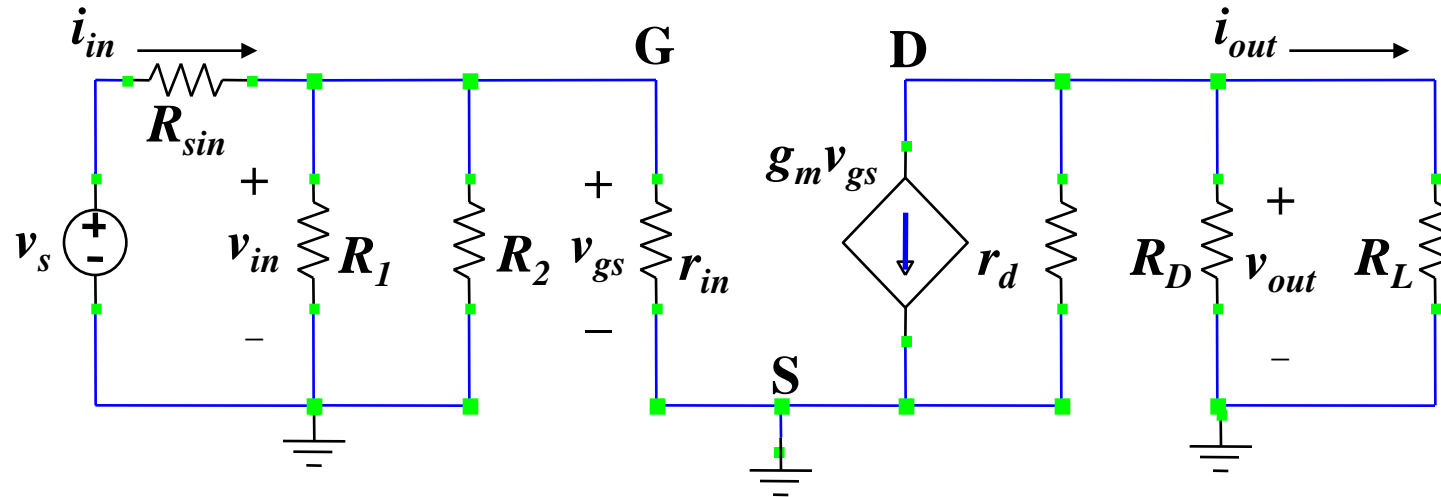 i_in
G
D
i_out
R_sin
g_m v_gs
+
+
+
+
-
v_s
v_in
R_1
R_2
v_gs
r_in
r_d
R_D
v_out
R_L
–
–
–
S